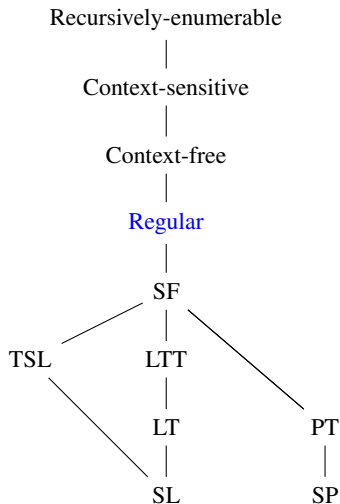 Recursively-enumerable
Context-sensitive
Context-free
Regular
SF
TSL LTT
LT PT
SL SP